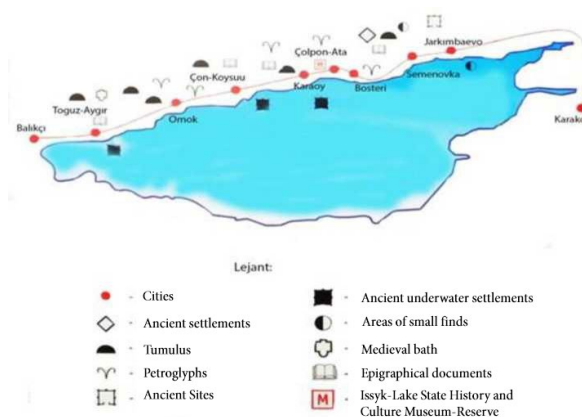 Jarkımbaevo
Çolpon-Ata
Çon-Koysuu
Semenovka
Karaoy
Bosteri
Toguz-Aygır
Ornok
Karako
Balıkçı
Lejant:
- Cities
- Ancient settlements
- Tumulus
- Petroglyphs
- Ancient Sites
- Ancient underwater settlements
- Areas of small finds
- Medieval bath
- Epigraphical documents
M - Issyk-Lake State History and
Culture Museum-Reserve